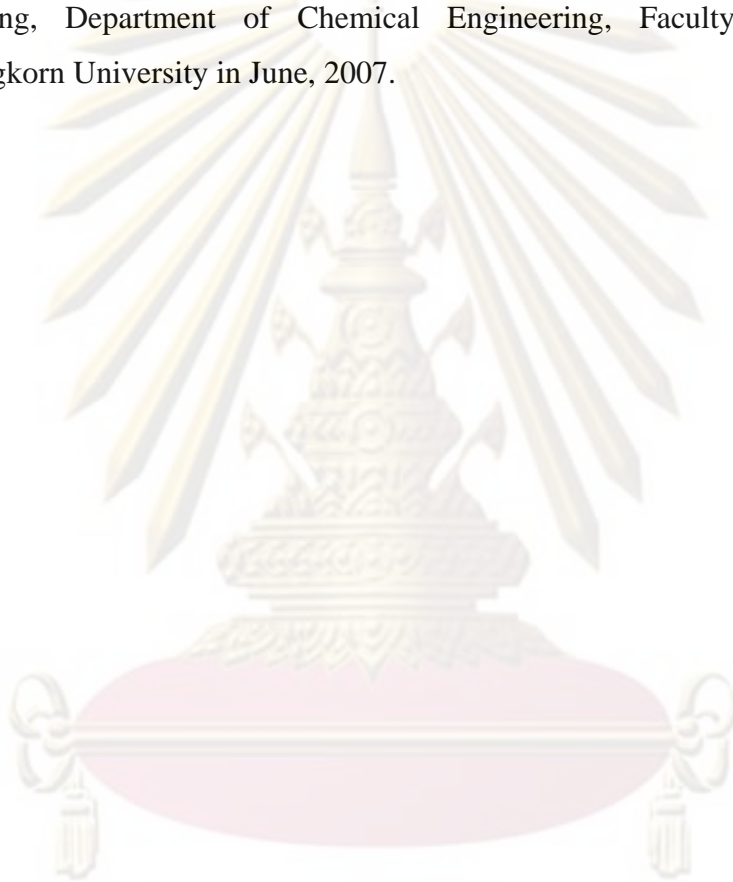 ng, Department of Chemical Engineering, Faculty
gkorn University in June, 2007.